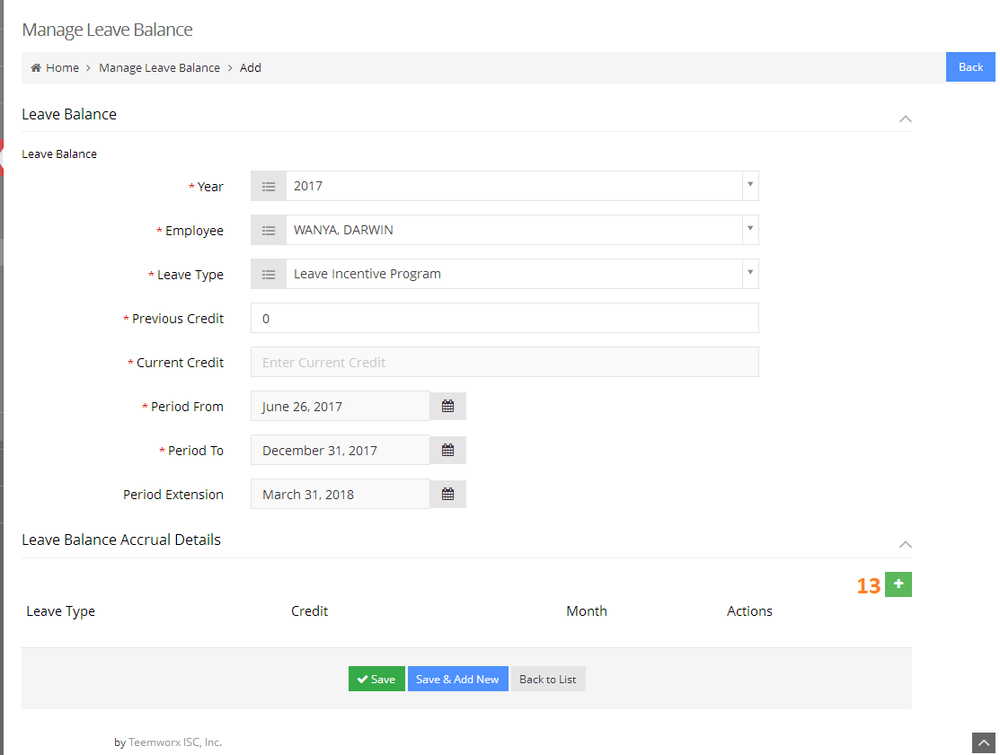 Manage Leave Balance
Home > Manage Leave Balance > Add
Back
Leave Balance
Leave Balance
* Year 2017
* Employee WANYA, DARWIN
* Leave Type Leave Incentive Program
* Previous Credit 0
* Current Credit Enter Current Credit
* Period From June 26, 2017
* Period To December 31, 2017
Period Extension March 31, 2018
Leave Balance Accrual Details
13 +
Leave Type Credit Month Actions
Save Save & Add New Back to List
by Teemworx ISC, Inc.